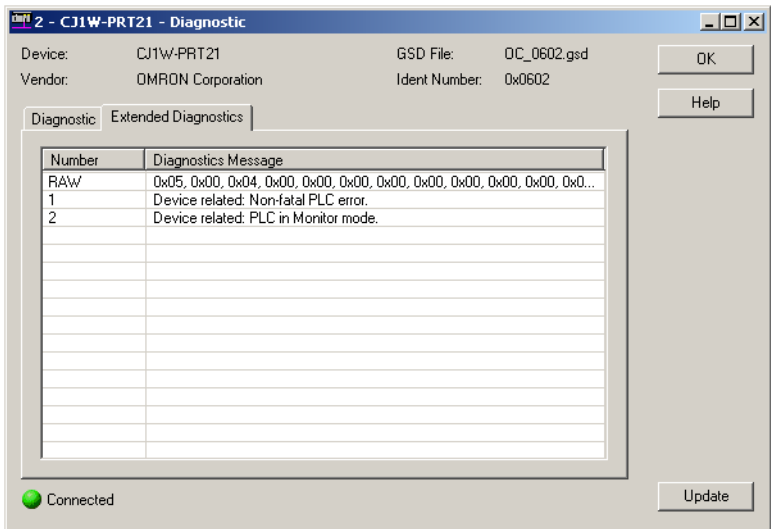 2 - CJ1W-PRT21 - Diagnostic
Device: CJ1W-PRT21 GSD File: OC_0602.gsd
Vendor: OMRON Corporation Ident Number: 0x0602
OK
Help
Diagnostic Extended Diagnostics
Number Diagnostics Message
RAW 0x05, 0x00, 0x04, 0x00, 0x00, 0x00, 0x00, 0x00, 0x00, 0x00, 0x00, 0x0...
1 Device related: Non-fatal PLC error.
2 Device related: PLC in Monitor mode.
Connected
Update